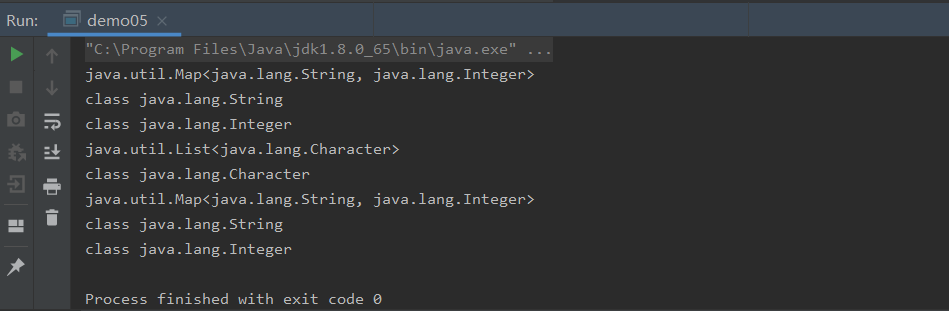 Run: demo05
"C:\Program Files\Java\jdk1.8.0_65\bin\java.exe" ...
java.util.Map<java.lang.String, java.lang.Integer>
class java.lang.String
class java.lang.Integer
java.util.List<java.lang.Character>
class java.lang.Character
java.util.Map<java.lang.String, java.lang.Integer>
class java.lang.String
class java.lang.Integer
Process finished with exit code 0